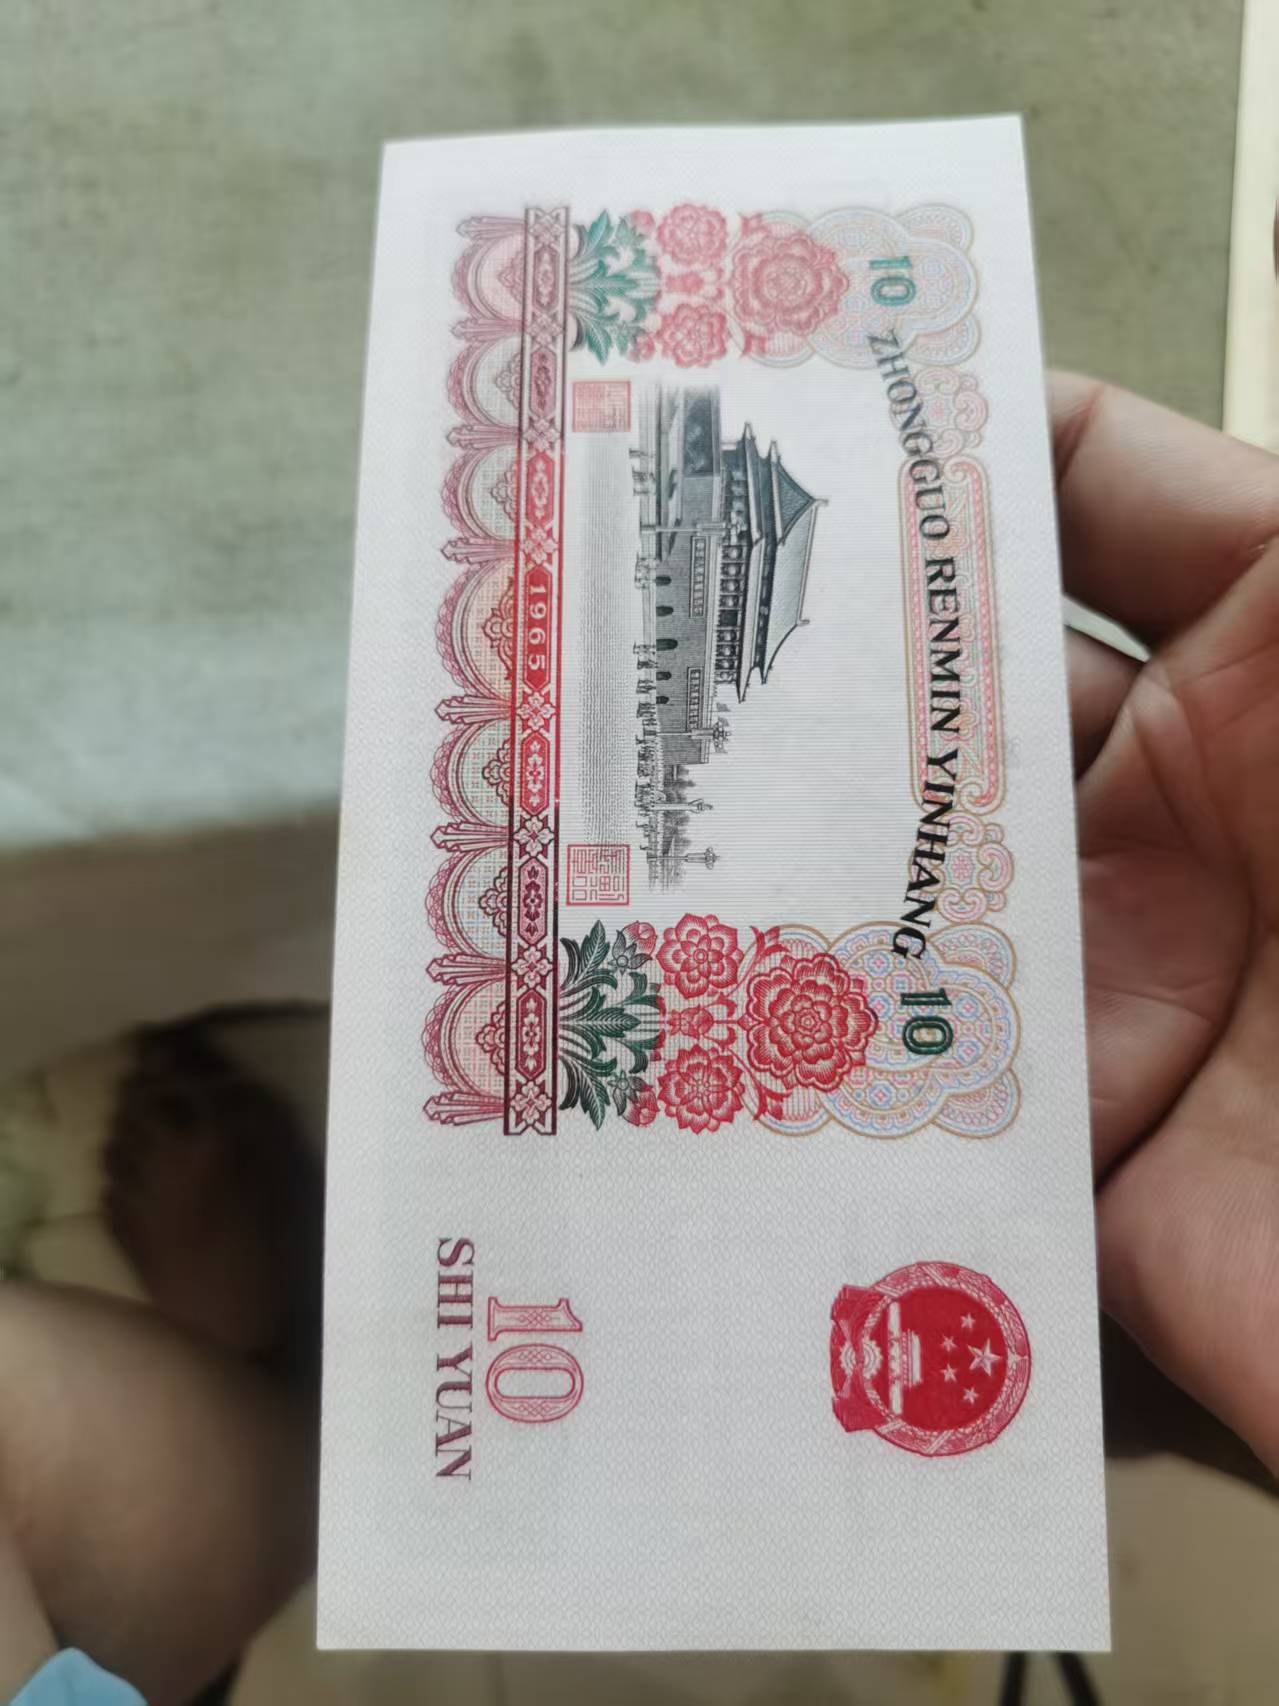 10 ZHONGGUO RENMIN YINHANG 10
1965
10
SHI YUAN